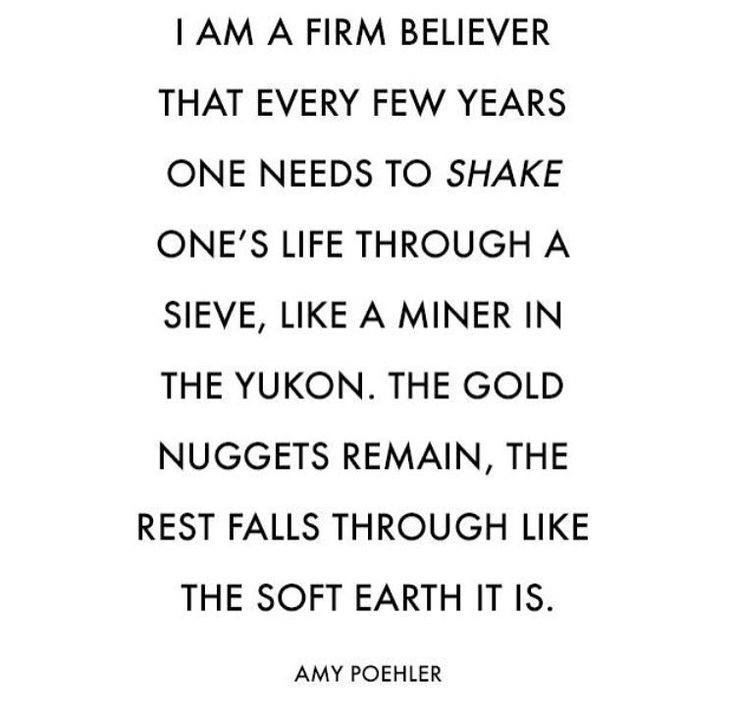 I AM A FIRM BELIEVER
THAT EVERY FEW YEARS
ONE NEEDS TO SHAKE
ONE’S LIFE THROUGH A
SIEVE, LIKE A MINER IN
THE YUKON. THE GOLD
NUGGETS REMAIN, THE
REST FALLS THROUGH LIKE
THE SOFT EARTH IT IS.
AMY POEHLER